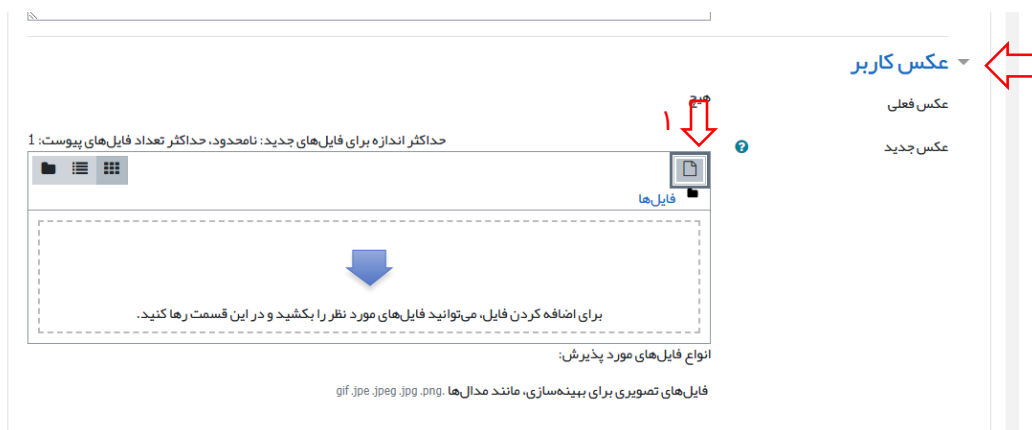 عکس کاربر
عکس فعلی
هیچ
۱
عکس جدید
حداکثر اندازه برای فایل‌های جدید: نامحدود، حداکثر تعداد فایل‌های پیوست: 1
فایل‌ها
برای اضافه کردن فایل، می‌توانید فایل‌های مورد نظر را بکشید و در این قسمت رها کنید.
انواع فایل‌های مورد پذیرش:
فایل‌های تصویری برای بهینه‌سازی، مانند مدال‌ها gif .jpe .jpeg .jpg .png.